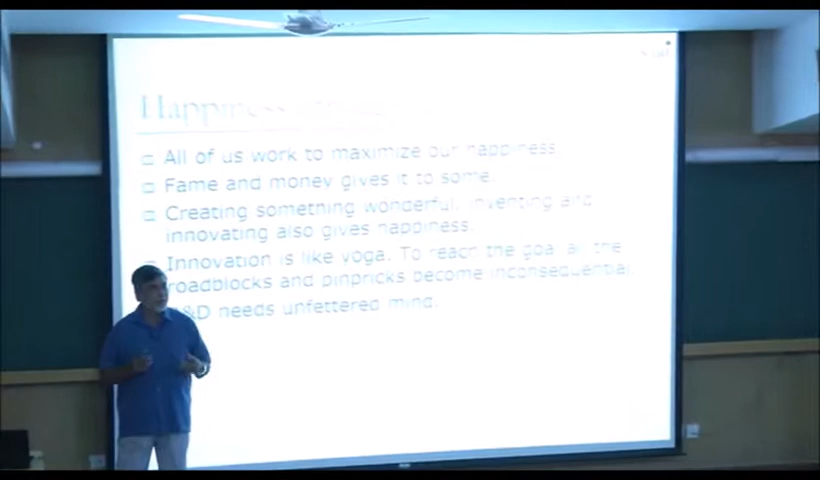 Happiness
All of us work to maximize our happiness
Fame and money gives it to some.
Creating something wonderful, inventing and
innovating also gives happiness.
Innovation is like yoga. To reach the goal all the
roadblocks and pinpricks become inconsequential.
&D needs unfettered mind.